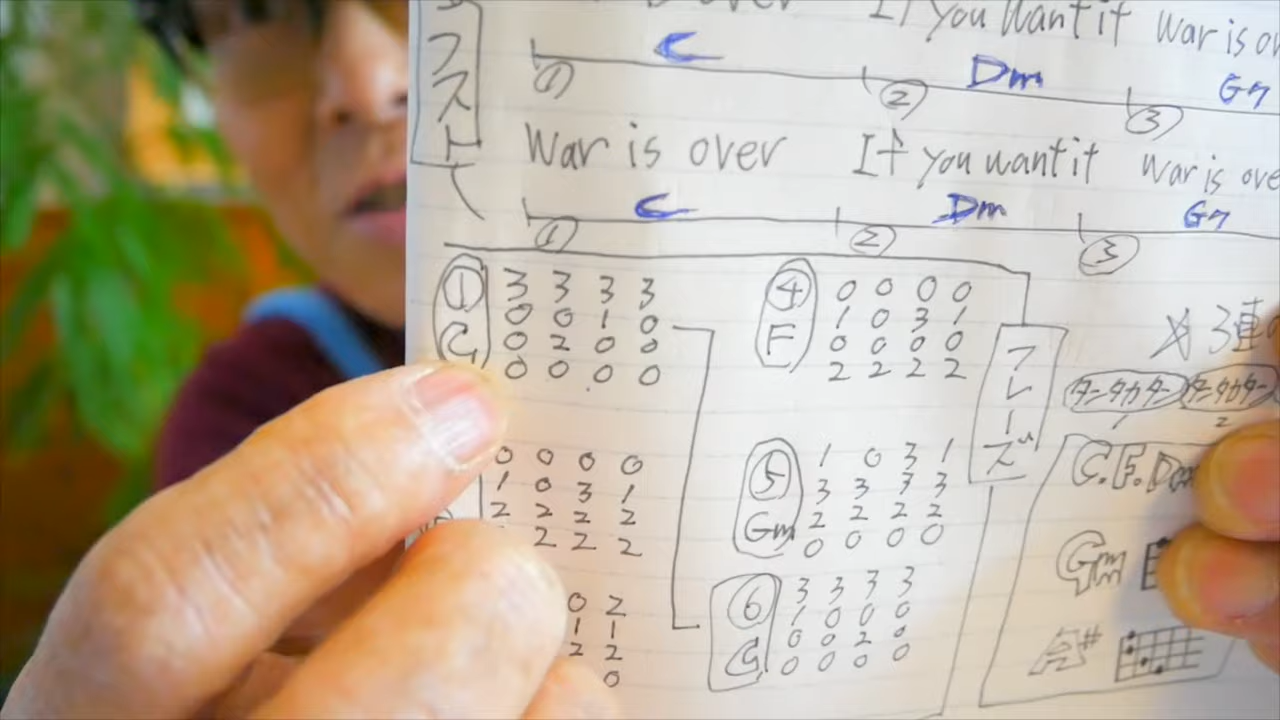 If you want it war is
C
Dm
G7
① ② ③
ラスト
War is over If you want it war is over
C
Dm
G7
① ② ③
① C
3 3 3 3
0 0 1 0
0 2 0 0
0 0 0 0
0 0 0 0
1 0 3 1
2 2 2 2
2 2 2
0 2
1 1
2 2
0
④ F
0 0 0 0
1 0 3 1
0 0 0 0
2 2 2 2
⑤ Gm
1 0 3 1
3 3 3 3
2 2 2 2
0 0 0 0
⑥ C
3 3 3 3
1 0 0 0
0 0 2 0
0 0 0 0
フレーズ
☆3連
タータカター タータカター
1 2
C.F.Dm
Gm
A#